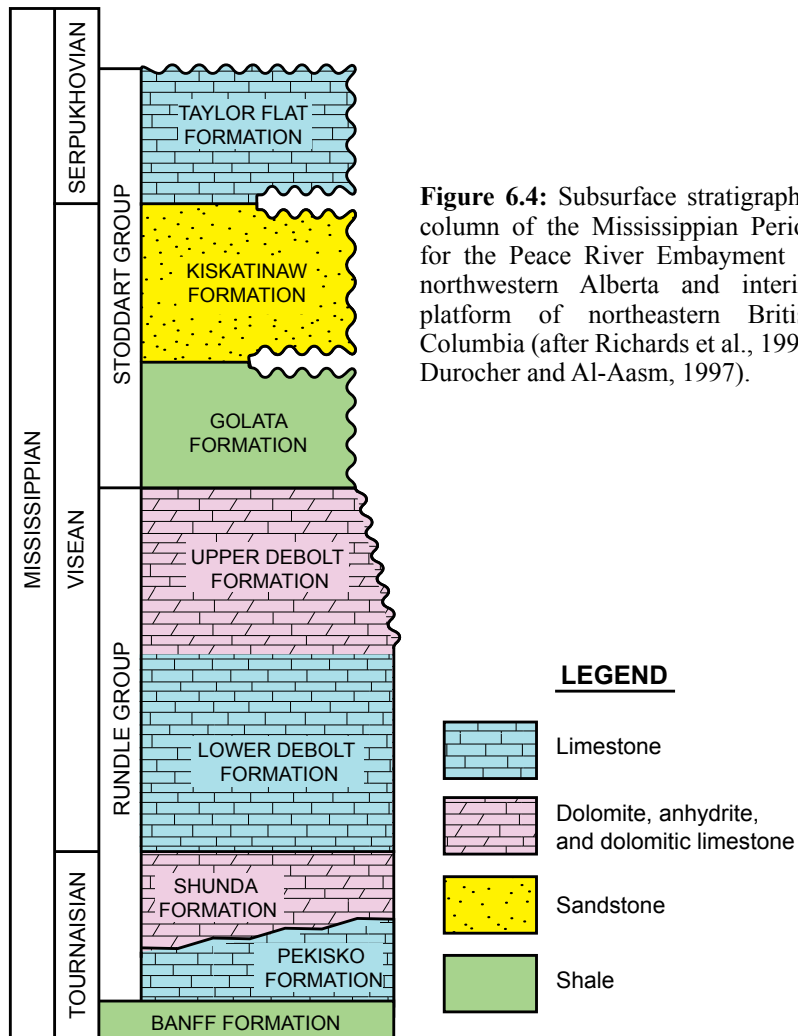 SERPUKHOVIAN
VISEAN
TOURNAISIAN
MISSISSIPPIAN
STODDART GROUP
RUNDLE GROUP
TAYLOR FLAT
FORMATION
KISKATINAW
FORMATION
GOLATA
FORMATION
UPPER DEBOLT
FORMATION
LOWER DEBOLT
FORMATION
SHUNDA
FORMATION
PEKISKO
FORMATION
BANFF FORMATION
Figure 6.4: Subsurface stratigraph
column of the Mississippian Perio
for the Peace River Embayment
northwestern Alberta and interi
platform of northeastern Briti
Columbia (after Richards et al., 199
Durocher and Al-Aasm, 1997).
LEGEND
Limestone
Dolomite, anhydrite,
and dolomitic limestone
Sandstone
Shale